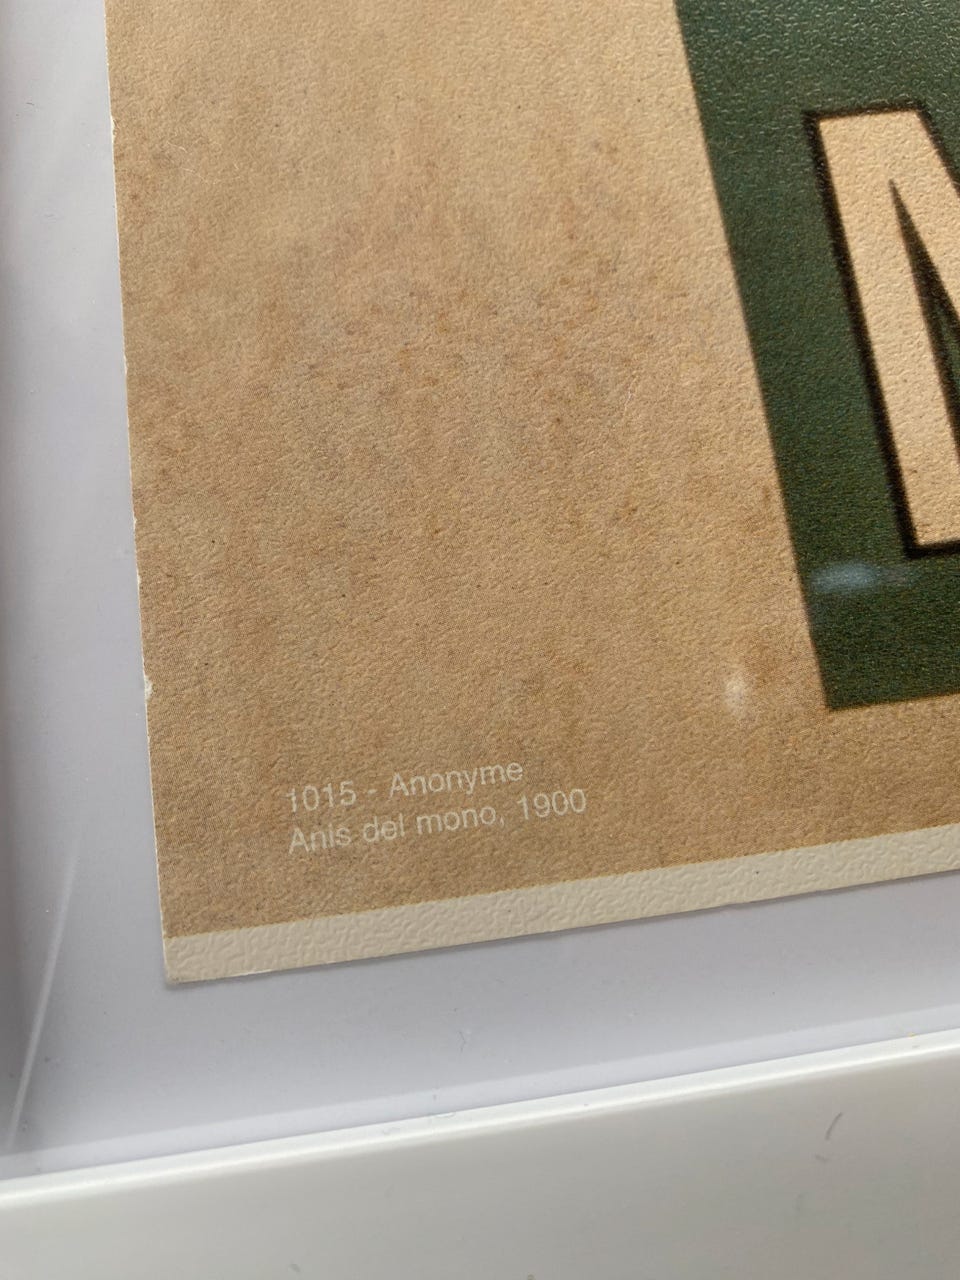 M
1015 - Anonyme
Anis del mono, 1900